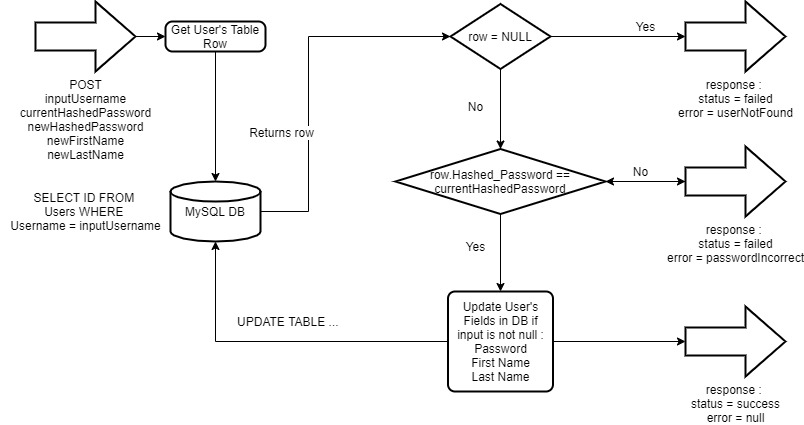 Get User's Table
Row
row = NULL
Yes
POST
inputUsername
currentHashedPassword
newHashedPassword
newFirstName
newLastName
response :
status = failed
error = userNotFound
No
Returns row
SELECT ID FROM
Users WHERE
Username = inputUsername
MySQL DB
row.Hashed_Password ==
currentHashedPassword
No
response :
status = failed
error = passwordIncorrect
Yes
UPDATE TABLE ...
Update User's
Fields in DB if
input is not null :
Password
First Name
Last Name
response :
status = success
error = null